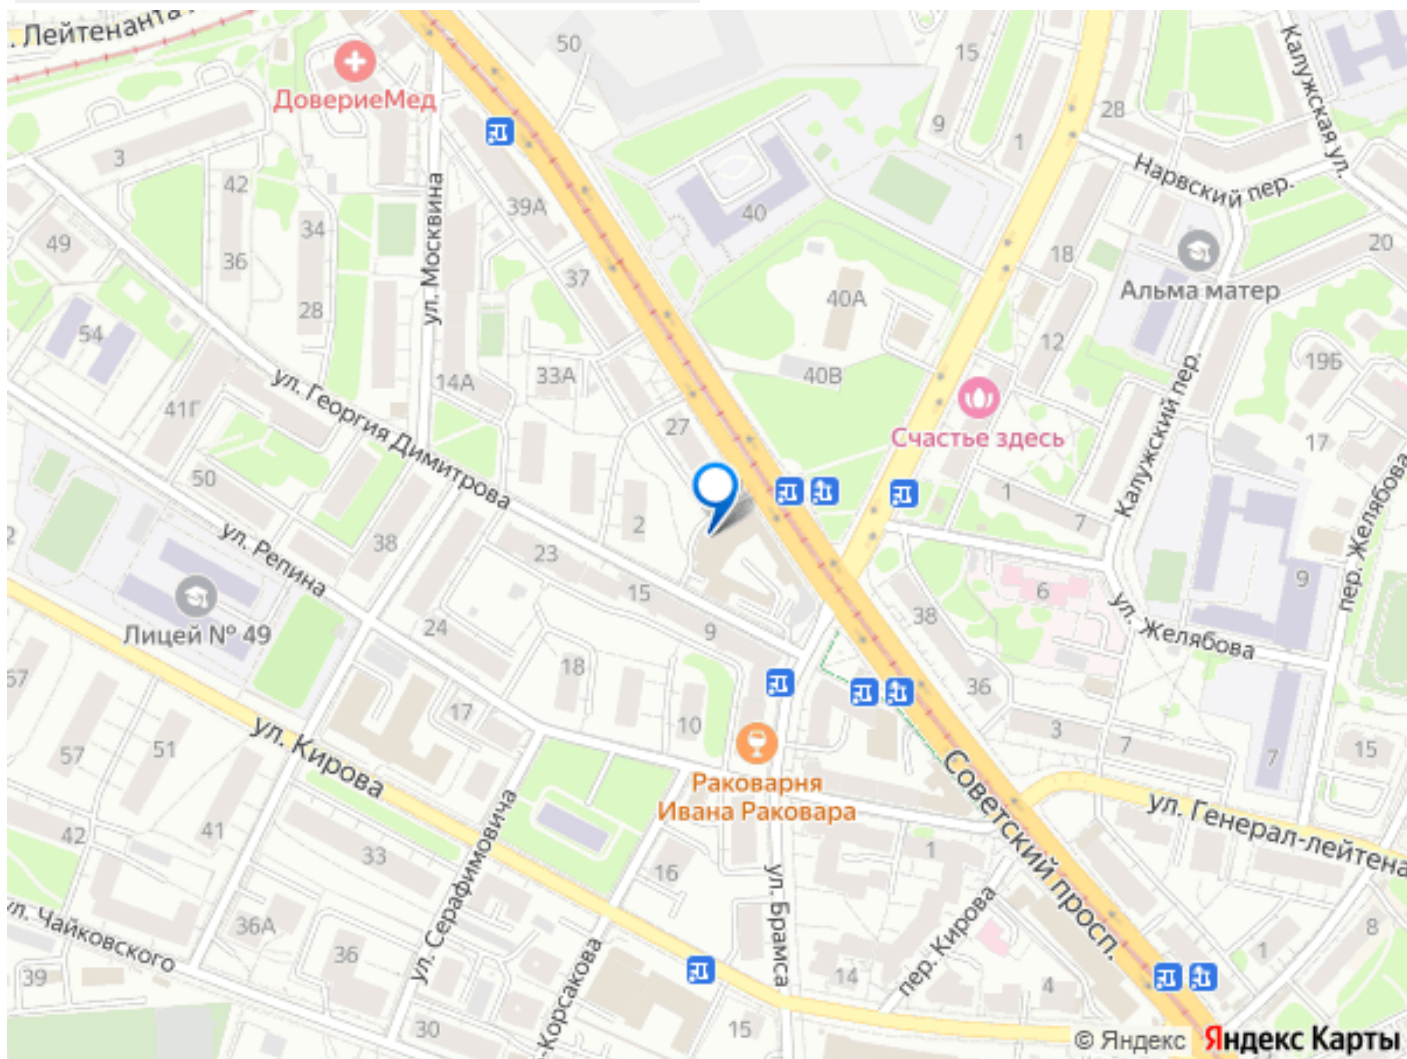 . Лейтенанта
50
15
Калужская ул.
ДовериеМед
28
9
1
3
Нарвский пер.
42
39А
40
34
ул. Москвина
49
36
18
20
37
Альма матер
40А
28
54
12
19Б
14А
33А
40В
ул. Георгия Димитрова
Калужский пер.
41Г
27
Счастье здесь
17
50
1
7
пер. Желябова
2
ул. Репина
38
23
6
9
15
38
ул. Желябова
Лицей № 49
24
9
18
36
57
17
10
3
7
7
15
57
51
ул. Кирова
Раковарня
Ивана Раковара
Советский просп.
ул. Генерал-лейтена
42
41
33
ул. Серафимовича
1
16
ул. Брамса
пер. Кирова
ул. Чайковского
36А
36
8
1
39
14
4
-Корсакова
30
15
© Яндекс
Яндекс Карты